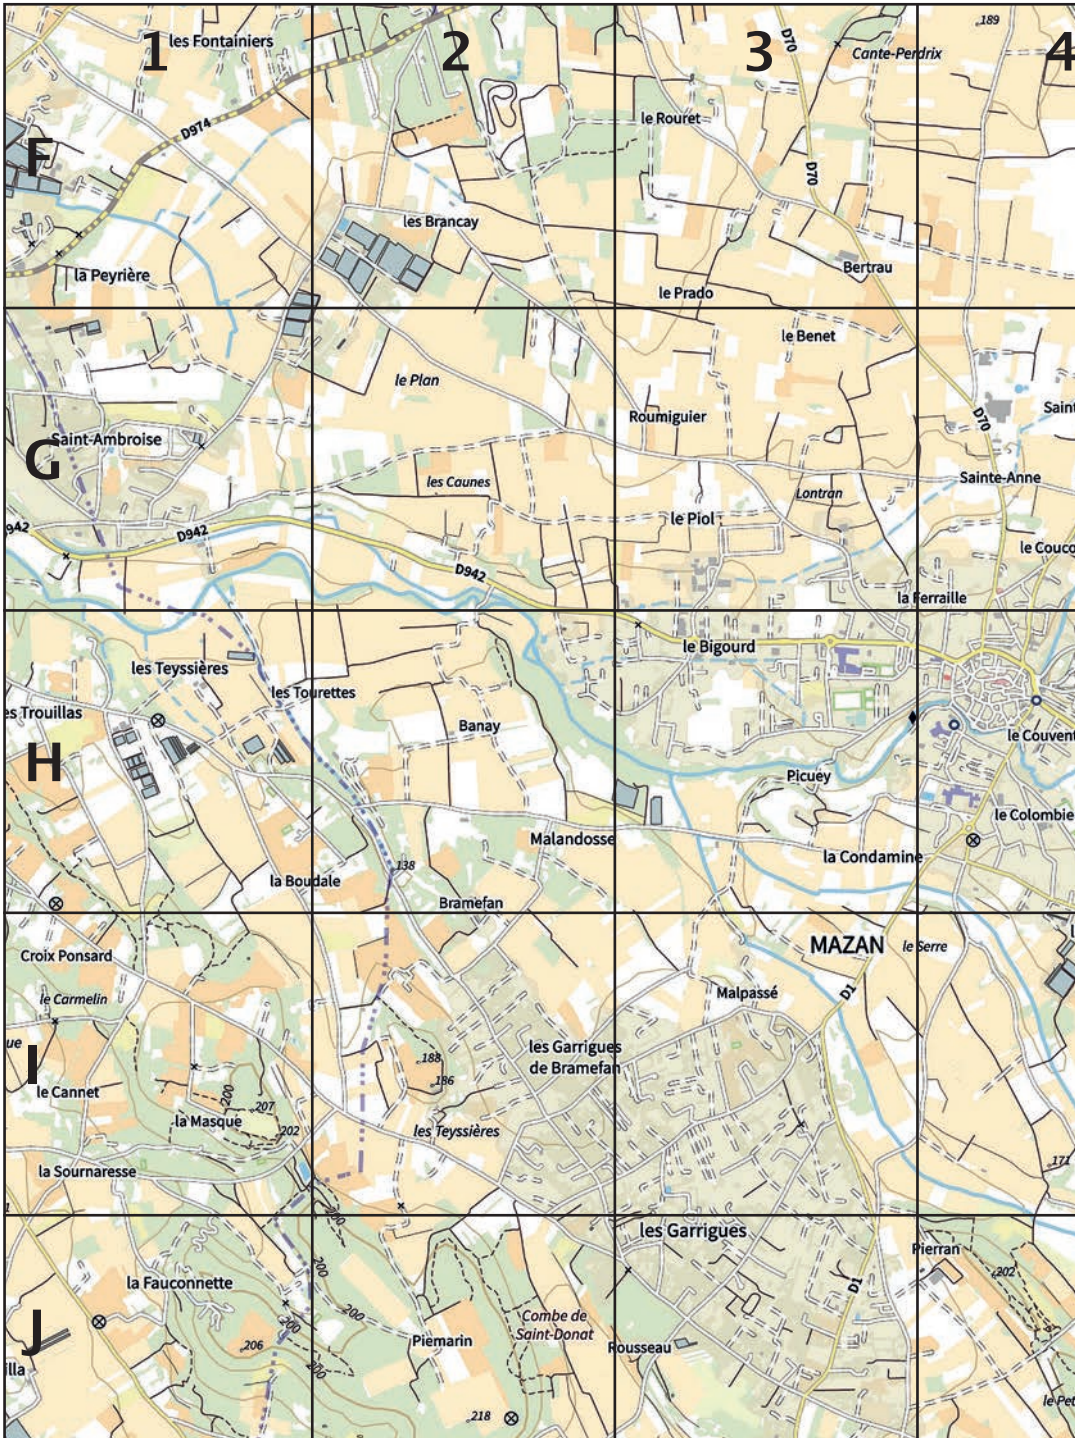 1
2
3
4
les Fontainiers
D70
189
Cante-Perdrix
D974
le Rouret
F
D70
les Brancay
la Peyrière
Bertrau
le Prado
le Benet
le Plan
Roumiguier
Saint
Saint-Ambroise
D70
G
les Caunes
Sainte-Anne
Lontran
le Piol
942
D942
le Coucq
D942
la Ferraille
le Bigourd
les Teyssières
les Tourettes
es Trouillas
Banay
le Couvent
H
Picuey
le Colombie
Malandosse
la Condamine
138
la Boudale
Bramefan
MAZAN
le Serre
Croix Ponsard
D1
Malpassé
le Carmelin
ue
les Garrigues
de Bramefan
I
188
186
le Cannet
200
207
la Masque
202
les Teyssières
171
la Sournaresse
200
les Garrigues
Pierran
200
202
la Fauconnette
D1
200
J
200
Combe de
Saint-Donat
Piemarin
206
Rousseau
200
illa
le Pet
218